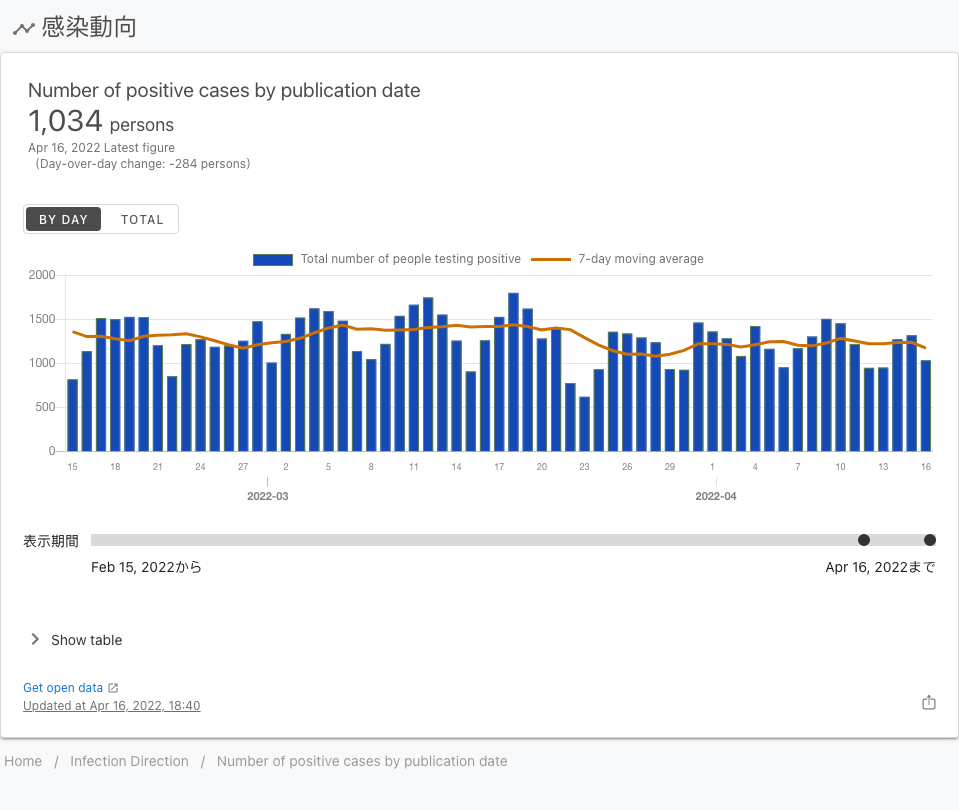 感染動向
Number of positive cases by publication date
1,034 persons
Apr 16, 2022 Latest figure
（Day-over-day change: -284 persons)
BY DAY TOTAL
Total number of people testing positive 7-day moving average
2000
1500
1000
500
0
15 18 21 24 27 2 5 8 11 14 17 20 23 26 29 1 4 7 10 13 16
2022-03 2022-04
表示期間
Feb 15, 2022から Apr 16, 2022まで
Show table
Get open data
Updated at Apr 16, 2022, 18:40
Home / Infection Direction / Number of positive cases by publication date